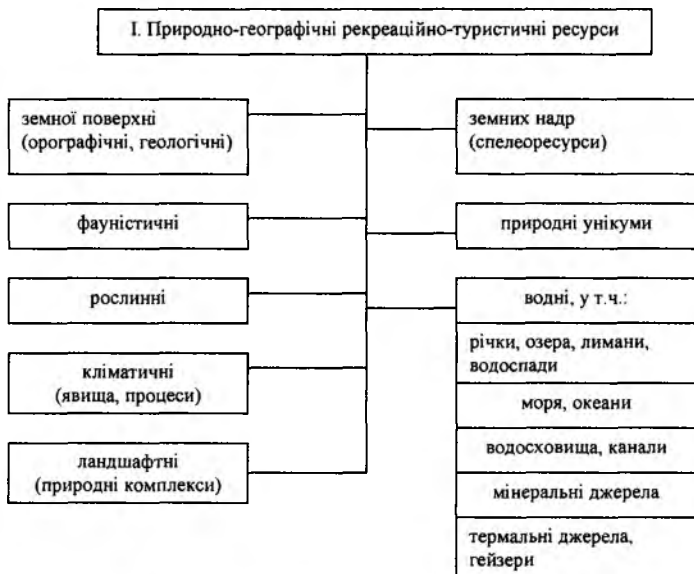 I. Природно-географічні рекреаційно-туристичні ресурси
земної поверхні
(орографічні, геологічні)
фауністичні
рослинні
кліматичні
(явища, процеси)
ландшафтні
(природні комплекси)
земних надр
(спелеоресурси)
природні унікуми
водні, у т.ч.:
річки, озера, лимани,
водоспади
моря, океани
водосховища, канали
мінеральні джерела
термальні джерела,
гейзери